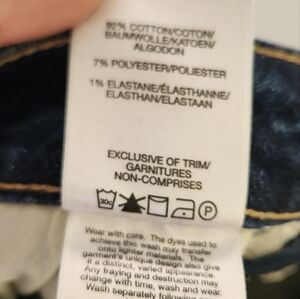 92% COTTON/COTON/
BAUMWOLLE/KATOEN/
ALGODON
7% POLYESTER/POLIESTER
1% ELASTANE/ÉLASTHANNE/
ELASTHAN/ELASTAAN
EXCLUSIVE OF TRIM/
GARNITURES
NON-COMPRISES
30c P
Wear with care. The dyes used to
achieve this wash may transfer
onto lighter materials. The
garment's unique design also give
it a distinct, varied appearance.
Any fraying and destruction may
change with time, wash and wear.
Wash separately following